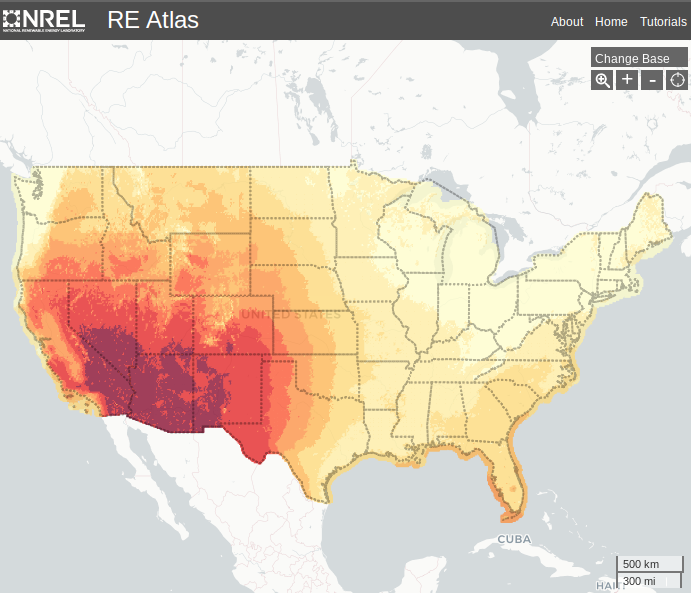 NREL
NATIONAL RENEWABLE ENERGY LABORATORY
RE Atlas
About Home Tutorials
Change Base
+ -
UNITED STATES
CUBA
500 km
HAITI
300 mi